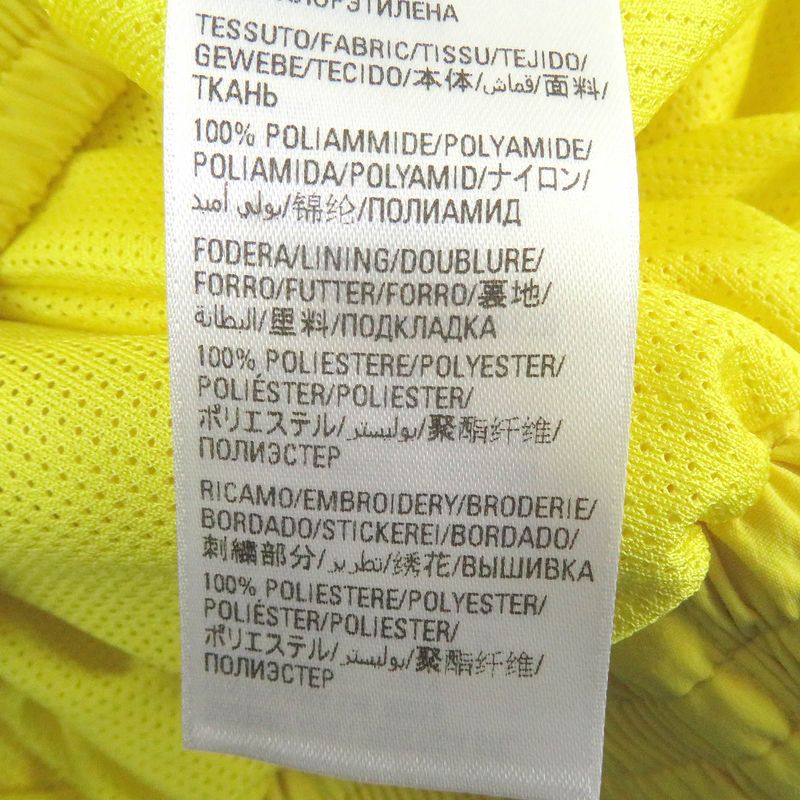 ТЕССUTO/FABRIC/TISSU/TEJIDO/
GEWEBE/TECIDO/本体/قماش/面料/
ТКАНЬ
100% POLIAMMIDE/POLYAMIDE/
POLIAMIDA/POLYAMID/ナイロン/
بولي أميد/锦纶/ПОЛИАМИД
FODERA/LINING/DOUBLURE/
FORRO/FUTTER/FORRO/裏地/
البطانة/里料/ПОДКЛАДКА
100% POLIESTERE/POLYESTER/
POLIÉSTER/POLIESTER/
ポリエステル/بوليستر/聚酯纤维/
ПОЛИЭСТЕР
RICAMO/EMBROIDERY/BRODERIE/
BORDADO/STICKEREI/BORDADO/
刺繍部分/تطريز/绣花/ВЫШИВКА
100% POLIESTERE/POLYESTER/
POLIÉSTER/POLIESTER/
ポリエステル/بوليستر/聚酯纤维/
ПОЛИЭСТЕР